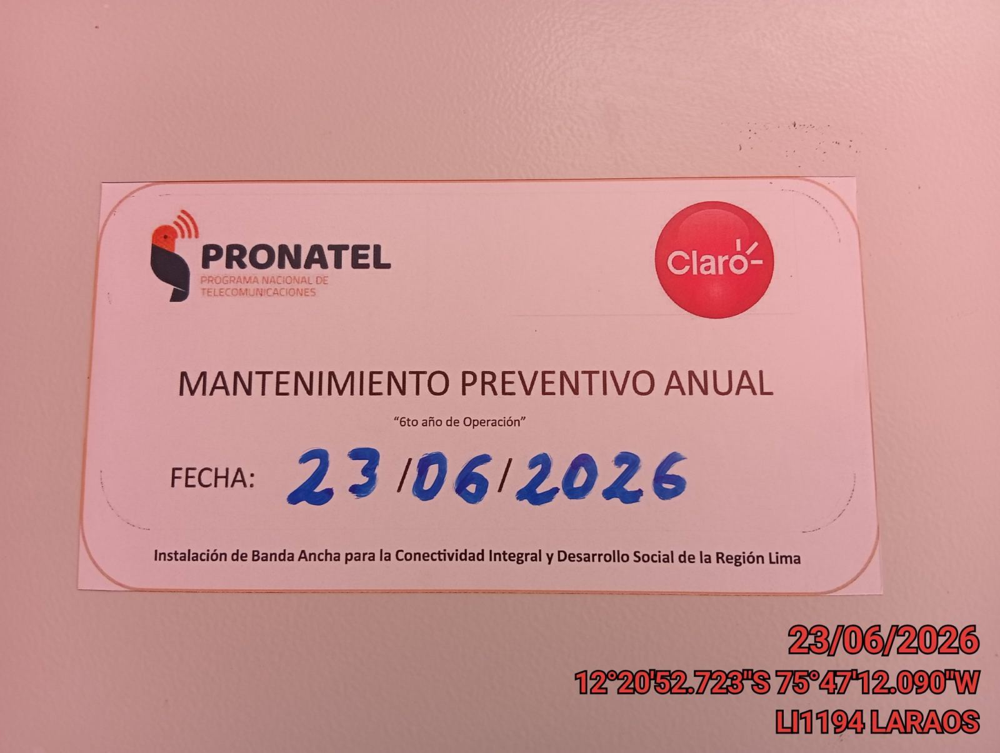 PRONATEL
PROGRAMA NACIONAL DE
TELECOMUNICACIONES
Claro
MANTENIMIENTO PREVENTIVO ANUAL
“6to año de Operación”
FECHA: 23/06/2026
Instalación de Banda Ancha para la Conectividad Integral y Desarrollo Social de la Región Lima
23/06/2026
12°20'52.723"S 75°47'12.090"W
LI1194 LARAOS